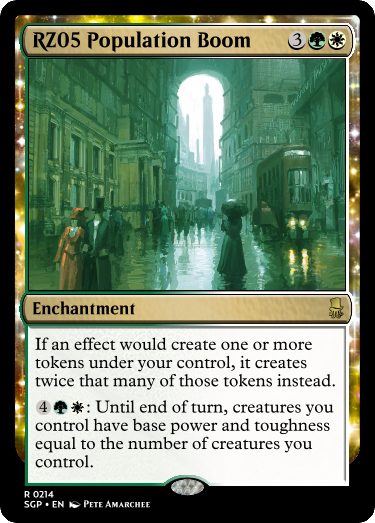 RZ05 Population Boom 3
Enchantment
If an effect would create one or more
tokens under your control, it creates
twice that many of those tokens instead.
4 : Until end of turn, creatures you
control have base power and toughness
equal to the number of creatures you
control.
R 0214
SGP • EN Pete Amarchee